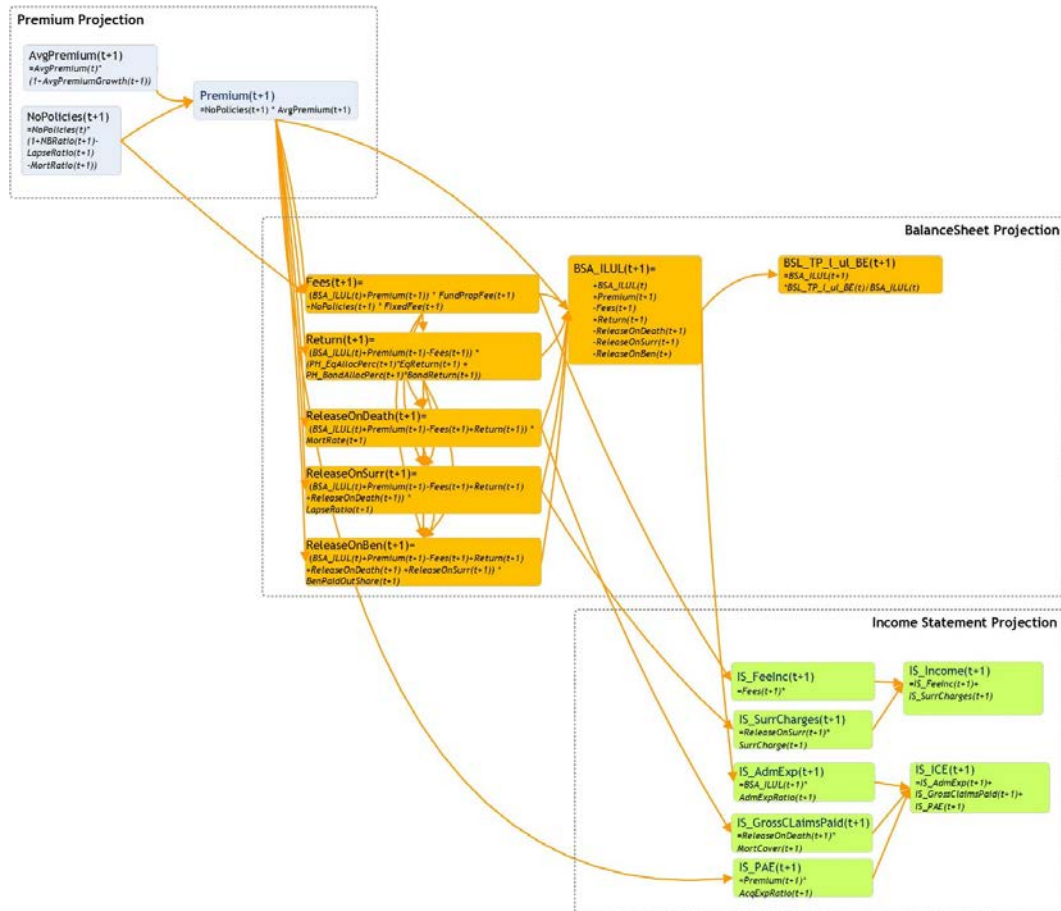 Premium Projection
AvgPremium(t+1)
=AvgPremium(t)*
(1+AvgPremiumGrowth(t+1))
NoPolicies(t+1)
=NoPolicies(t)*
(1+NBRatio(t+1)-
LapseRatio(t+1)
-MortRatio(t+1))
Premium(t+1)
=NoPolicies(t+1) * AvgPremium(t+1)
BalanceSheet Projection
Fees(t+1)=
(BSA_ILUL(t)+Premium(t+1)) * FundPropFee(t+1)
+NoPolicies(t+1) * FixedFee(t+1)
Return(t+1)=
(BSA_ILUL(t)+Premium(t+1)-Fees(t+1)) *
(PH_EqAllocPerc(t+1)*EqReturn(t+1) +
PH_BondAllocPerc(t+1)*BondReturn(t+1))
ReleaseOnDeath(t+1)=
(BSA_ILUL(t)+Premium(t+1)-Fees(t+1)+Return(t+1)) *
MortRate(t+1)
ReleaseOnSurr(t+1)=
(BSA_ILUL(t)+Premium(t+1)-Fees(t+1)+Return(t+1)
+ReleaseOnDeath(t+1)) *
LapseRatio(t+1)
ReleaseOnBen(t+1)=
(BSA_ILUL(t)+Premium(t+1)-Fees(t+1)+Return(t+1)
+ReleaseOnDeath(t+1) +ReleaseOnSurr(t+1)) *
BenPaidOutShare(t+1)
BSA_ILUL(t+1)=
+BSA_ILUL(t)
+Premium(t+1)
-Fees(t+1)
+Return(t+1)
-ReleaseOnDeath(t+1)
-ReleaseOnSurr(t+1)
-ReleaseOnBen(t+)
BSL_TP_l_ul_BE(t+1)
=BSA_ILUL(t+1)
*BSL_TP_l_ul_BE(t)/BSA_ILUL(t)
Income Statement Projection
IS_FeeInc(t+1)
=Fees(t+1)*
IS_SurrCharges(t+1)
=ReleaseOnSurr(t+1)*
SurrCharge(t+1)
IS_AdmExp(t+1)
=BSA_ILUL(t+1)*
AdmExpRatio(t+1)
IS_GrossCLaimsPaid(t+1)
=ReleaseOnDeath(t+1)*
MortCover(t+1)
IS_PAE(t+1)
=Premium(t+1)*
AcqExpRatio(t+1)
IS_Income(t+1)
=IS_FeeInc(t+1)+
IS_SurrCharges(t+1)
IS_ICE(t+1)
=IS_AdmExp(t+1)+
IS_GrossClaimsPaid(t+1)+
IS_PAE(t+1)